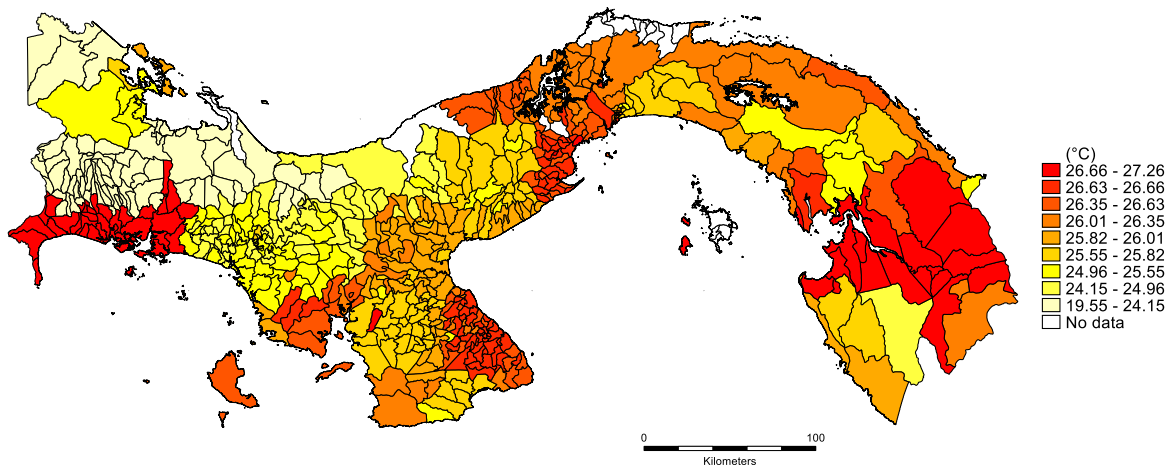 (°C)
26.66 - 27.26
26.63 - 26.66
26.35 - 26.63
26.01 - 26.35
25.82 - 26.01
25.55 - 25.82
24.96 - 25.55
24.15 - 24.96
19.55 - 24.15
No data
0 100
Kilometers